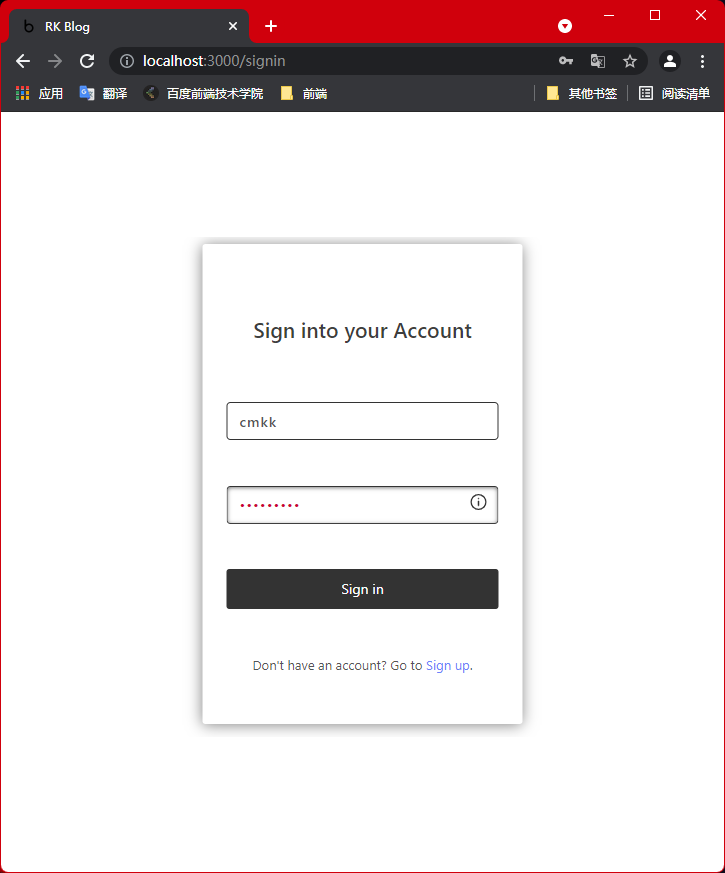 RK Blog
localhost:3000/signin
应用 翻译 百度前端技术学院 前端 其他书签 阅读清单
Sign into your Account
cmkk
•••••••••
Sign in
Don't have an account? Go to Sign up.